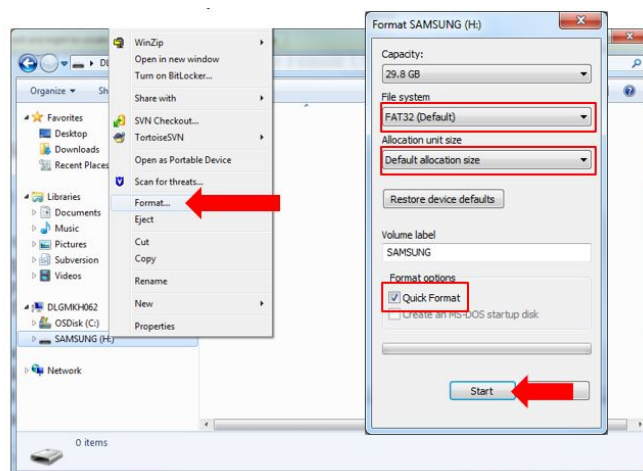 DL
Organize
Sh
Favorites
Desktop
Downloads
Recent Places
Libraries
Documents
Music
Pictures
Subversion
Videos
DLGMKH062
OSDisk (C:)
SAMSUNG (H:)
Network
0 items
WinZip
Open in new window
Turn on BitLocker...
Share with
SVN Checkout...
TortoiseSVN
Open as Portable Device
Scan for threats...
Format...
Eject
Cut
Copy
Rename
New
Properties
Format SAMSUNG (H:)
Capacity:
29.8 GB
File system
FAT32 (Default)
Allocation unit size
Default allocation size
Restore device defaults
Volume label
SAMSUNG
Format options
Quick Format
Create an MS-DOS startup disk
Start